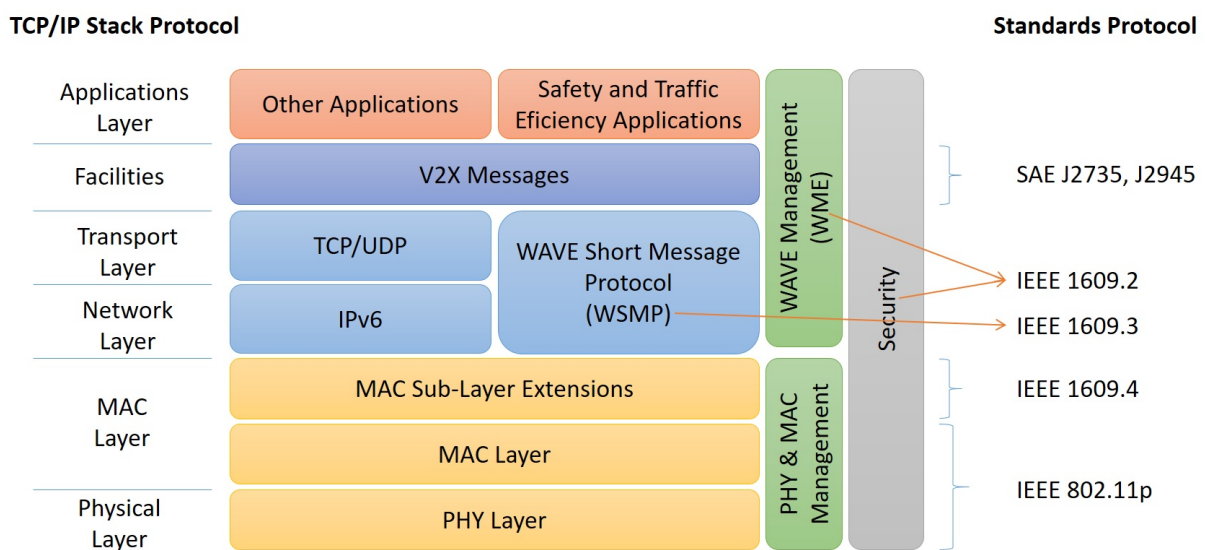 TCP/IP Stack Protocol
Standards Protocol
Applications
Layer
Other Applications
Safety and Traffic
Eficiency Applications
Facilities
V2X Messages
SAE J2735, J2945
Transport
Layer
TCP/UDP
WAVE Short Message
Protocol
(WSMP)
Network
Layer
IPv6
WAVE Management
(WME)
Security
IEEE 1609.2
IEEE 1609.3
MAC
Layer
MAC Sub-Layer Extensions
IEEE 1609.4
MAC Layer
PHY & MAC
Management
IEEE 802.11p
Physical
Layer
PHY Layer